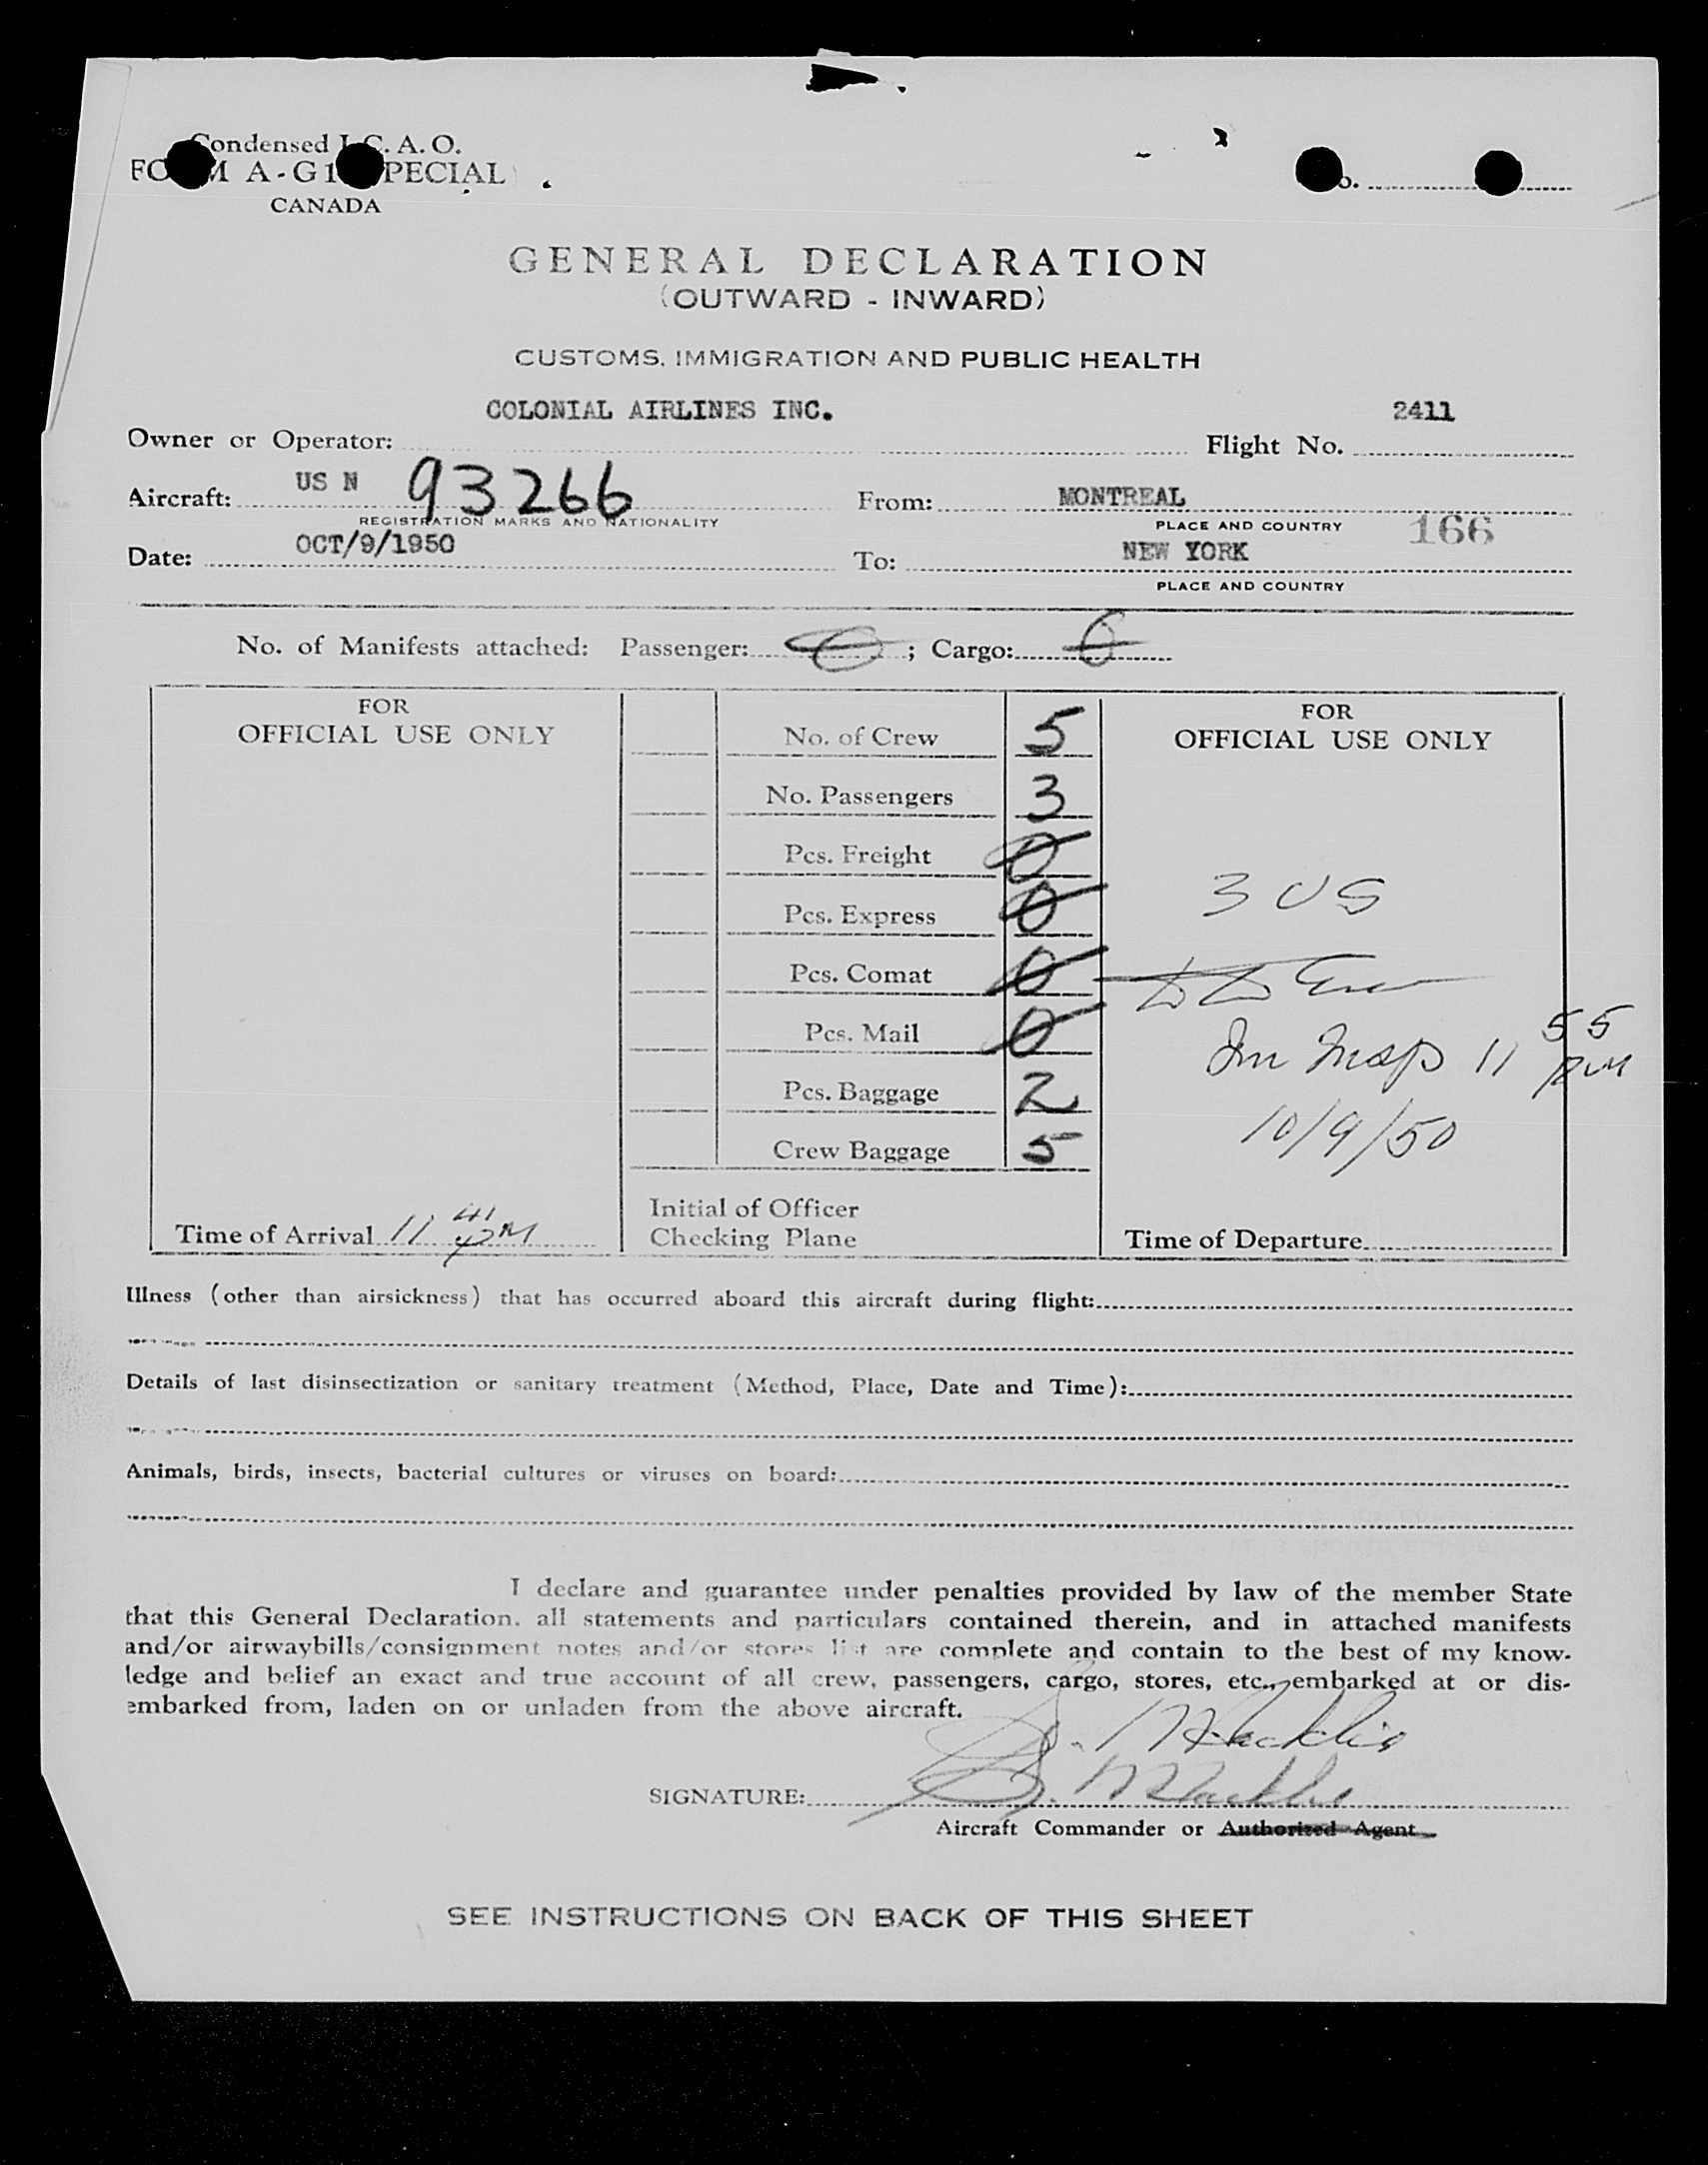 Condensed I.C.A.O.
FORM A-G1 SPECIAL
CANADA
No.
GENERAL DECLARATION
(OUTWARD - INWARD)
CUSTOMS, IMMIGRATION AND PUBLIC HEALTH
COLONIAL AIRLINES INC. 2411
Owner or Operator: Flight No.
Aircraft: US N 93266 From: MONTREAL
REGISTRATION MARKS AND NATIONALITY PLACE AND COUNTRY 166
Date: OCT/9/1950 To: NEW YORK
PLACE AND COUNTRY
No. of Manifests attached: Passenger: 0; Cargo: 0
FOR
OFFICIAL USE ONLY
Time of Arrival 11 41 PM
No. of Crew 5
No. Passengers 3
Pcs. Freight 0
Pcs. Express 0
Pcs. Comat 0
Pcs. Mail 0
Pcs. Baggage 2
Crew Baggage 5
Initial of Officer
Checking Plane
FOR
OFFICIAL USE ONLY
3 US
Im Insp 11 55 PM
10/9/50
Time of Departure
Illness (other than airsickness) that has occurred aboard this aircraft during flight:
Details of last disinsectization or sanitary treatment (Method, Place, Date and Time):
Animals, birds, insects, bacterial cultures or viruses on board:
I declare and guarantee under penalties provided by law of the member State
that this General Declaration, all statements and particulars contained therein, and in attached manifests
and/or airwaybills/consignment notes and/or stores list are complete and contain to the best of my know-
ledge and belief an exact and true account of all crew, passengers, cargo, stores, etc., embarked at or dis-
embarked from, laden on or unladen from the above aircraft.
SIGNATURE:
Aircraft Commander or Authorized Agent
SEE INSTRUCTIONS ON BACK OF THIS SHEET